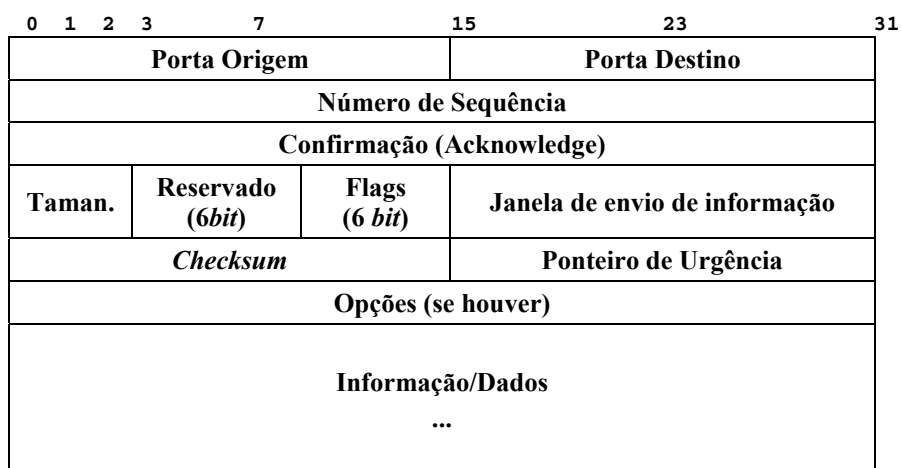 0 1 2 3 7 15 23 31
Porta Origem Porta Destino
Número de Sequência
Confirmação (Acknowledge)
Taman. Reservado (6bit) Flags (6 bit) Janela de envio de informação
Checksum Ponteiro de Urgência
Opções (se houver)
Informação/Dados
...